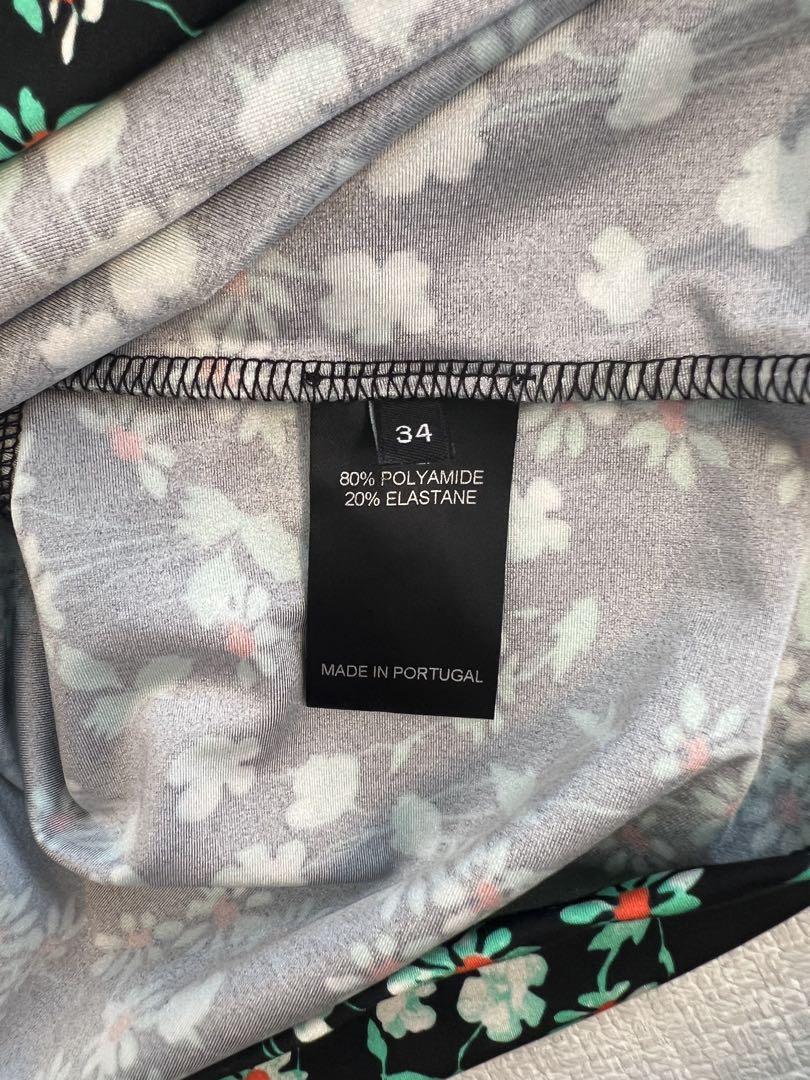 34
80% POLYAMIDE
20% ELASTANE
MADE IN PORTUGAL